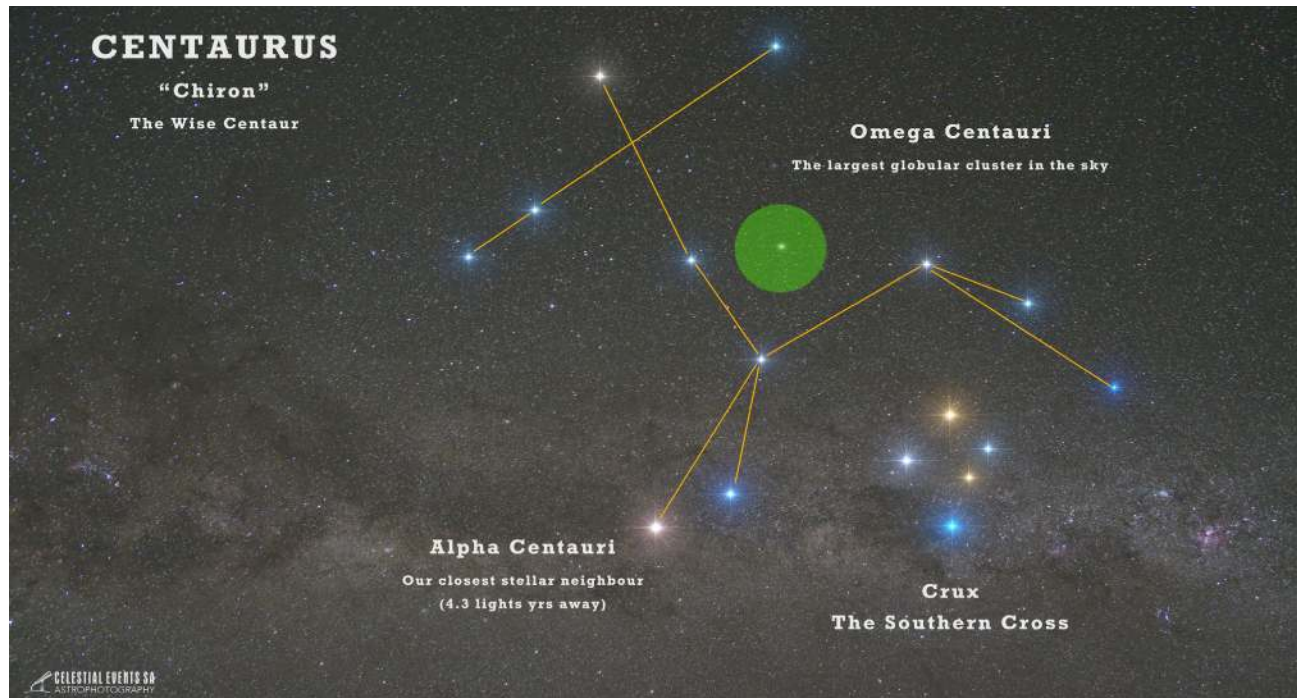 CENTAURUS
“Chiron”
The Wise Centaur
Omega Centauri
The largest globular cluster in the sky
Alpha Centauri
Our closest stellar neighbour
(4.3 lights yrs away)
Crux
The Southern Cross
CELESTIAL EVENTS SA
ASTROPHOTOGRAPHY